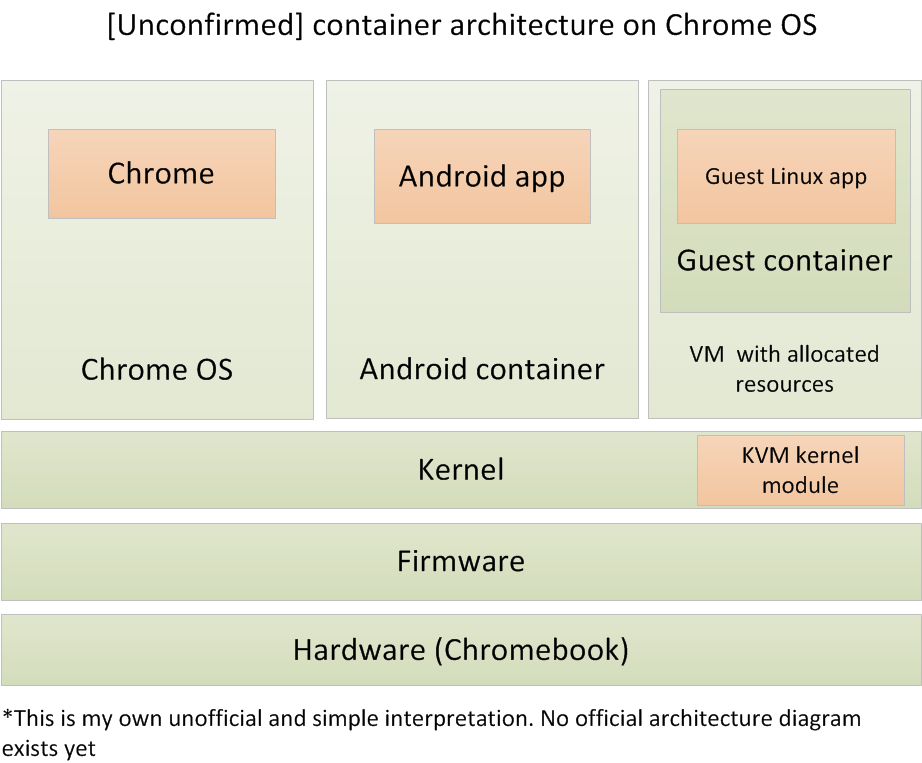 [Unconfirmed] container architecture on Chrome OS
Chrome
Chrome OS
Android app
Android container
Guest Linux app
Guest container
VM with allocated
resources
Kernel
KVM kernel
module
Firmware
Hardware (Chromebook)
*This is my own unofficial and simple interpretation. No official architecture diagram
exists yet